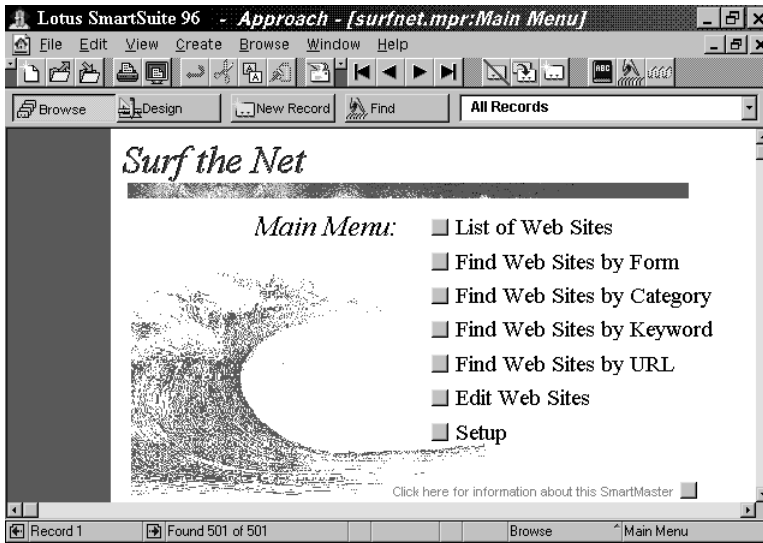 Lotus SmartSuite 96 - Approach - [surfnet.mpr:Main Menu]
File Edit View Create Browse Window Help
ABC
Browse Design New Record Find All Records
Surf the Net
Main Menu:
List of Web Sites
Find Web Sites by Form
Find Web Sites by Category
Find Web Sites by Keyword
Find Web Sites by URL
Edit Web Sites
Setup
Click here for information about this SmartMaster
Record 1 Found 501 of 501 Browse Main Menu